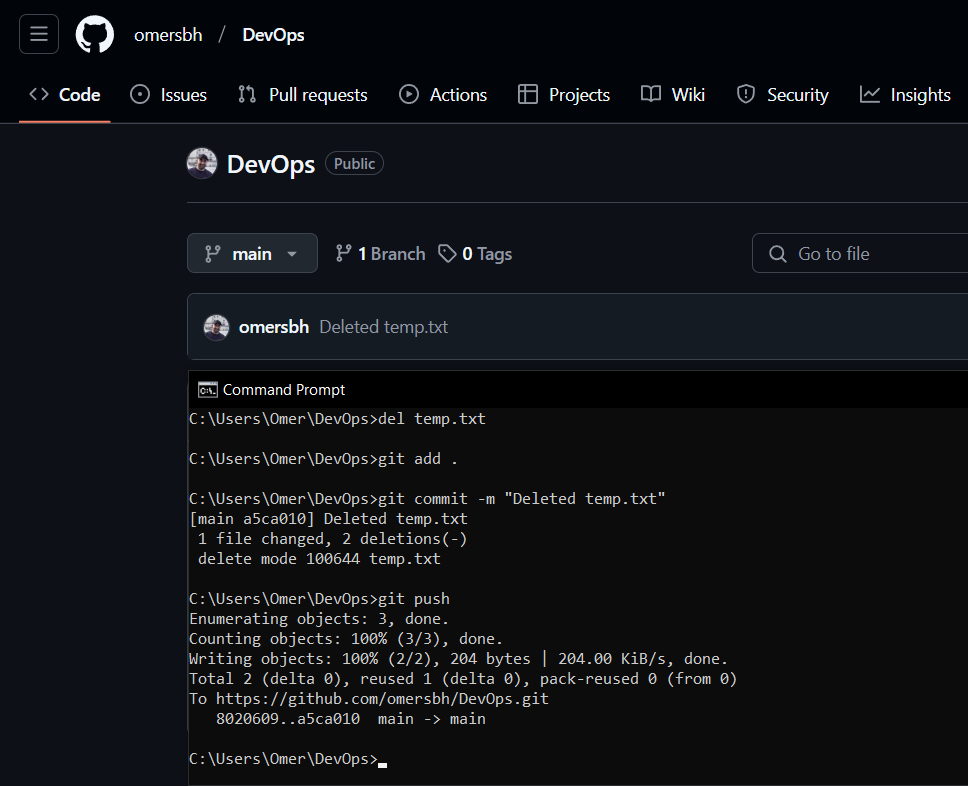 omersbh / DevOps
Code Issues Pull requests Actions Projects Wiki Security Insights
DevOps Public
main 1 Branch 0 Tags Go to file
omersbh Deleted temp.txt
Command Prompt
C:\Users\Omer\DevOps>del temp.txt
C:\Users\Omer\DevOps>git add .
C:\Users\Omer\DevOps>git commit -m "Deleted temp.txt"
[main a5ca010] Deleted temp.txt
 1 file changed, 2 deletions(-)
 delete mode 100644 temp.txt
C:\Users\Omer\DevOps>git push
Enumerating objects: 3, done.
Counting objects: 100% (3/3), done.
Writing objects: 100% (2/2), 204 bytes | 204.00 KiB/s, done.
Total 2 (delta 0), reused 1 (delta 0), pack-reused 0 (from 0)
To https://github.com/omersbh/DevOps.git
   8020609..a5ca010  main -> main
C:\Users\Omer\DevOps>